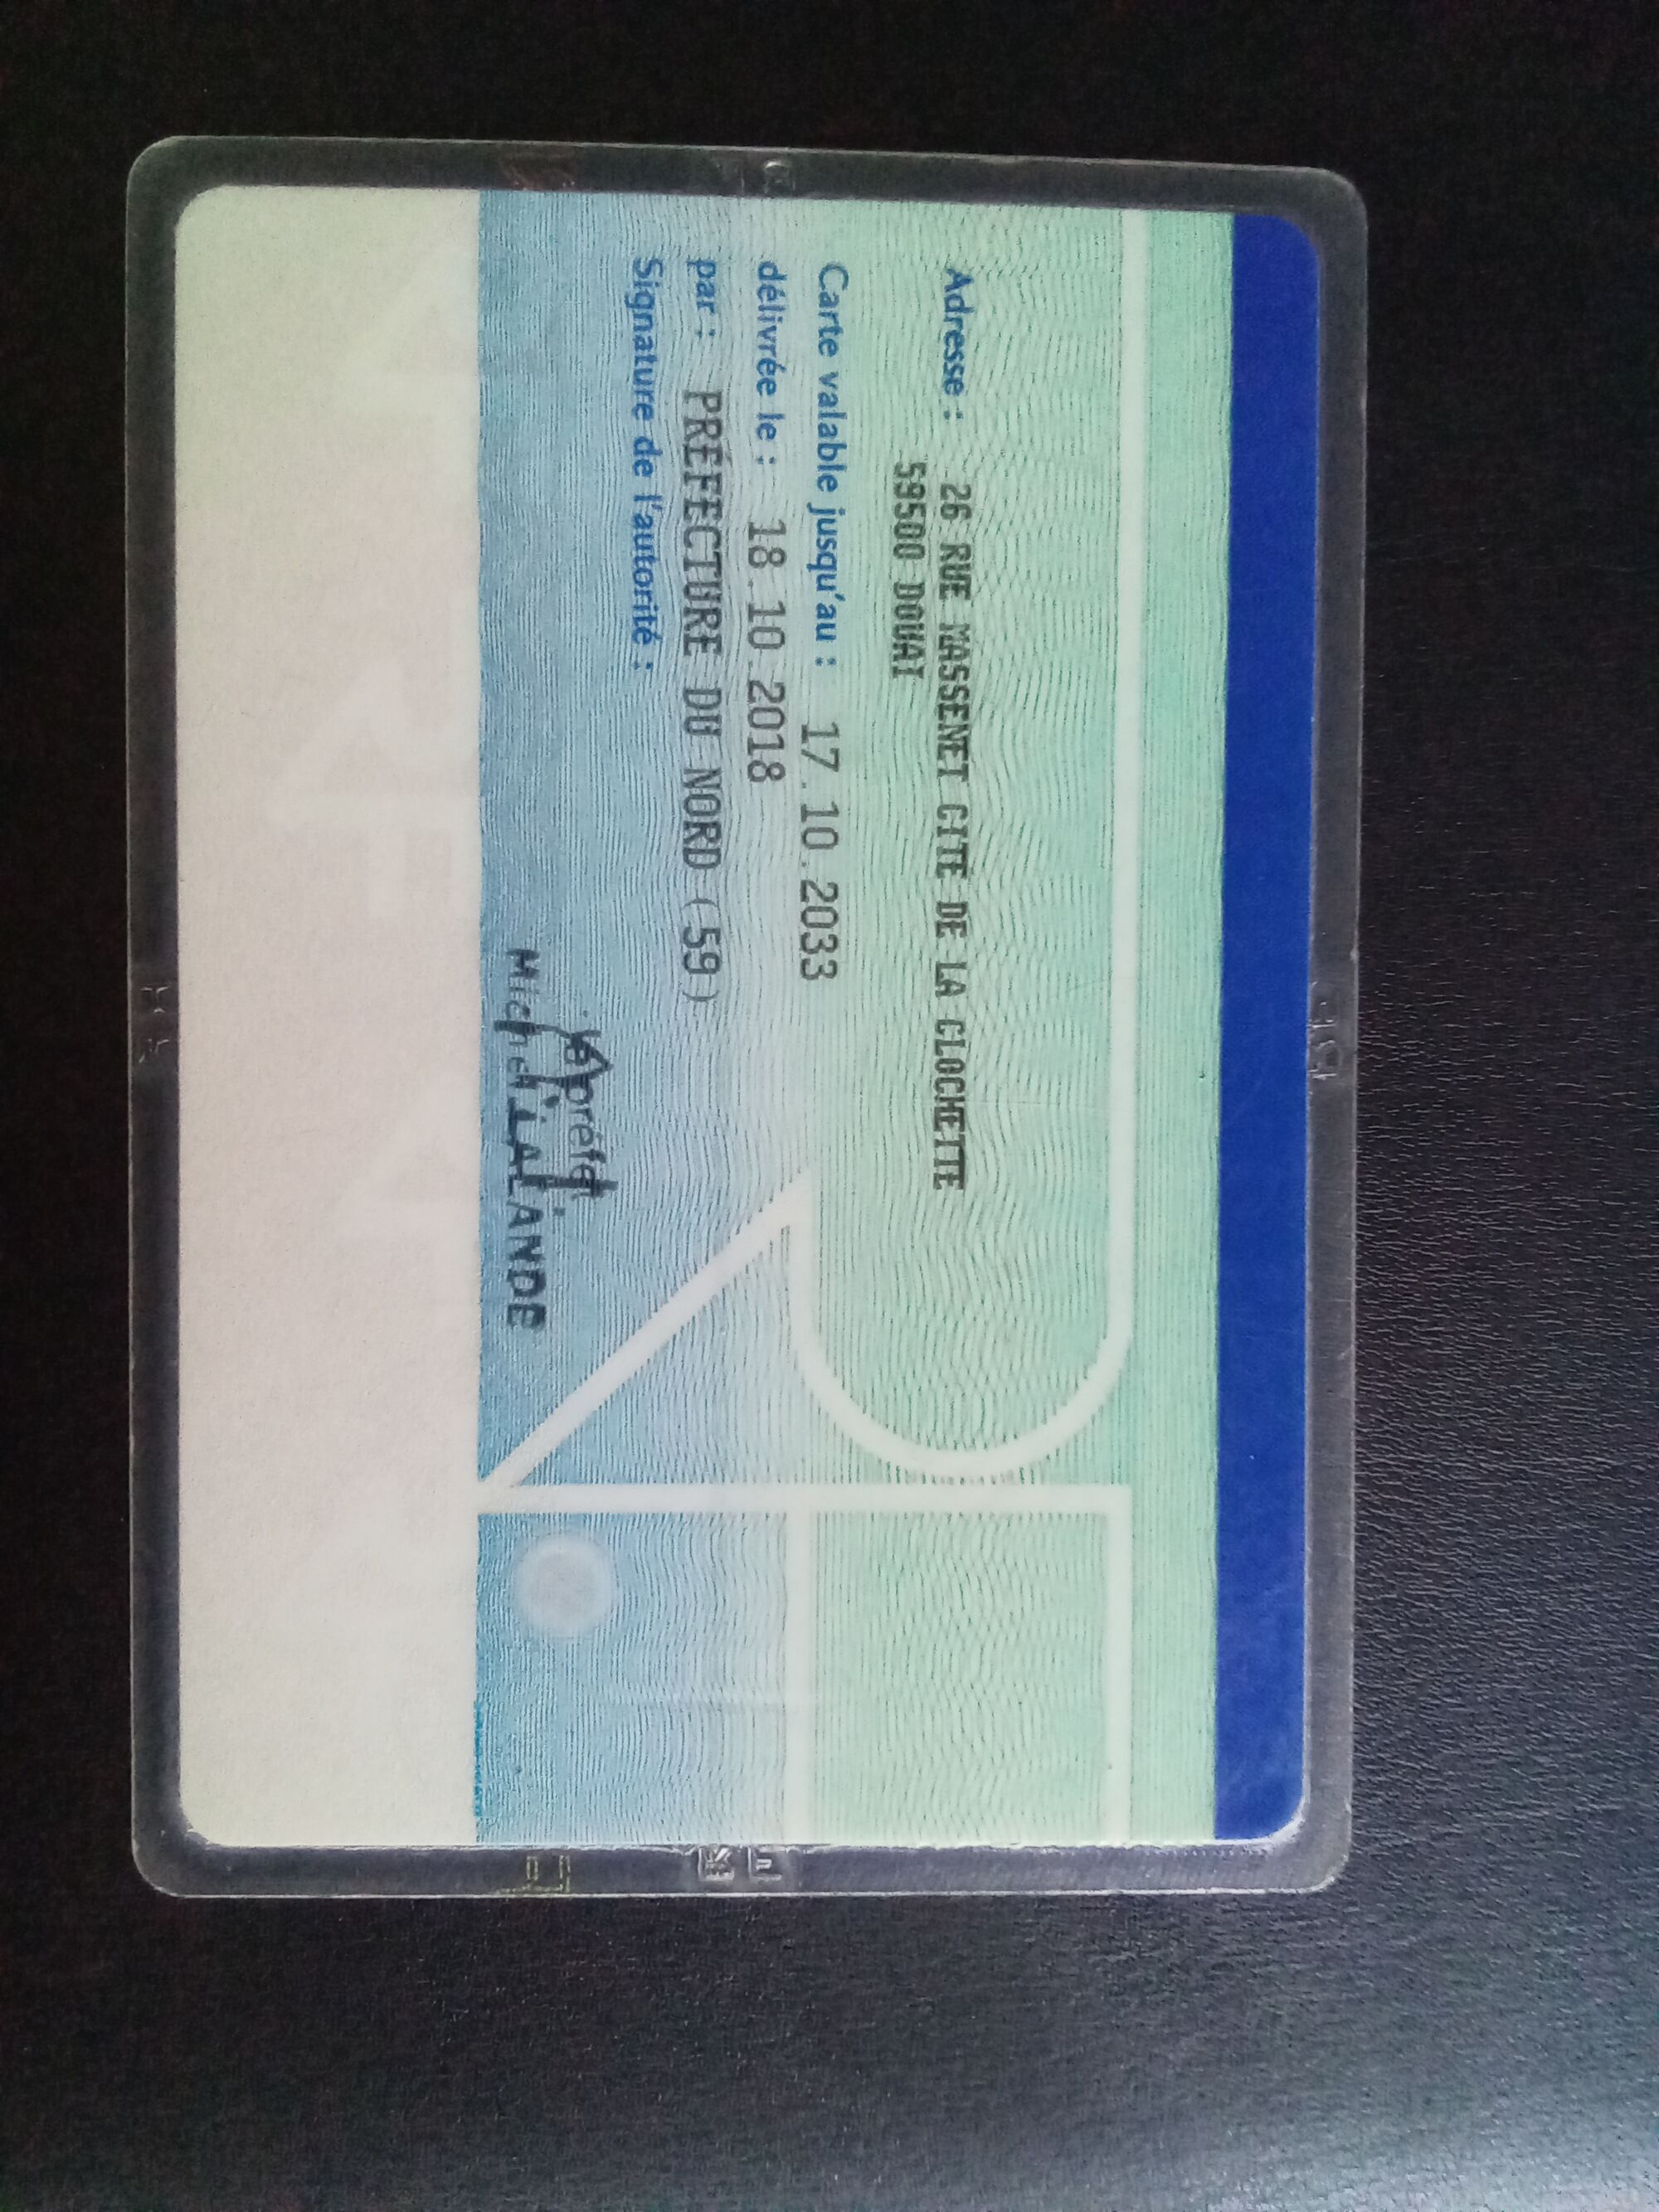 Adresse : 26 RUE MASSENET CITÉ DE LA CLOCHETTE
59500 DOUAI
Carte valable jusqu'au : 17.10.2033
délivrée le : 18.10.2018
par : PRÉFECTURE DU NORD (59)
Signature de l'autorité :
Le préfet
Michel LALANDE